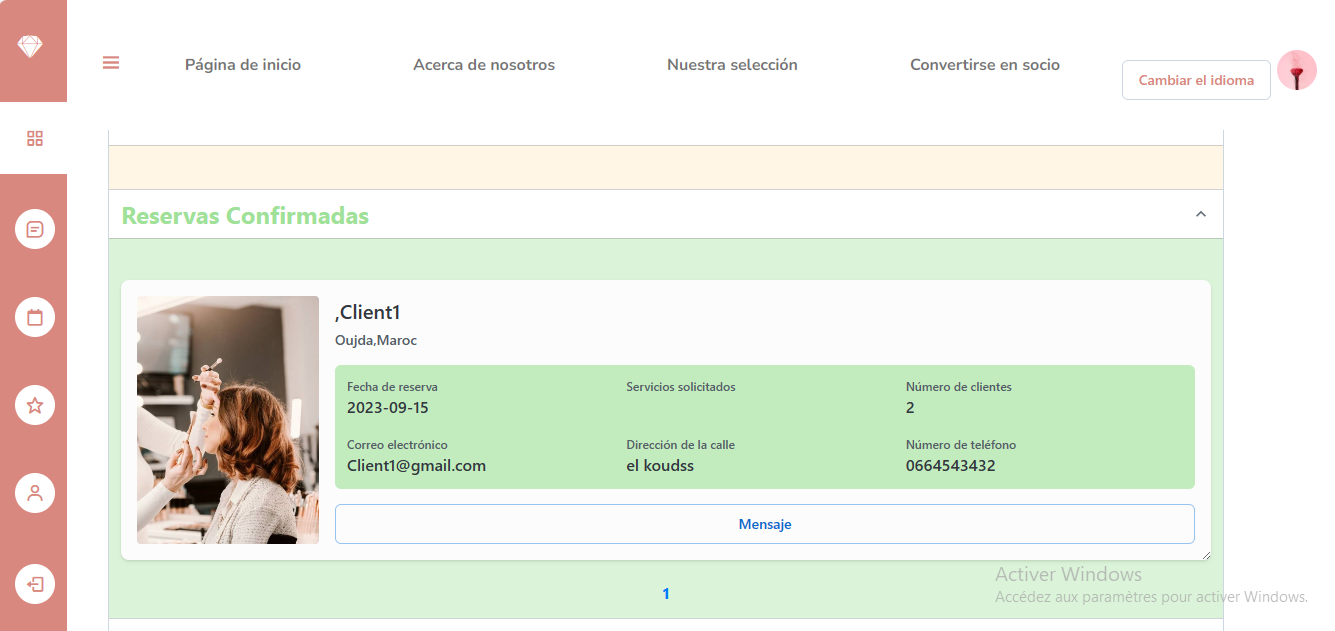 Página de inicio
Acerca de nosotros
Nuestra selección
Convertirse en socio
Cambiar el idioma
Reservas Confirmadas
,Client1
Oujda,Maroc
Fecha de reserva
Servicios solicitados
Número de clientes
2023-09-15
2
Correo electrónico
Dirección de la calle
Número de teléfono
Client1@gmail.com
el koudss
0664543432
Mensaje
1
Activer Windows
Accédez aux paramètres pour activer Windows.